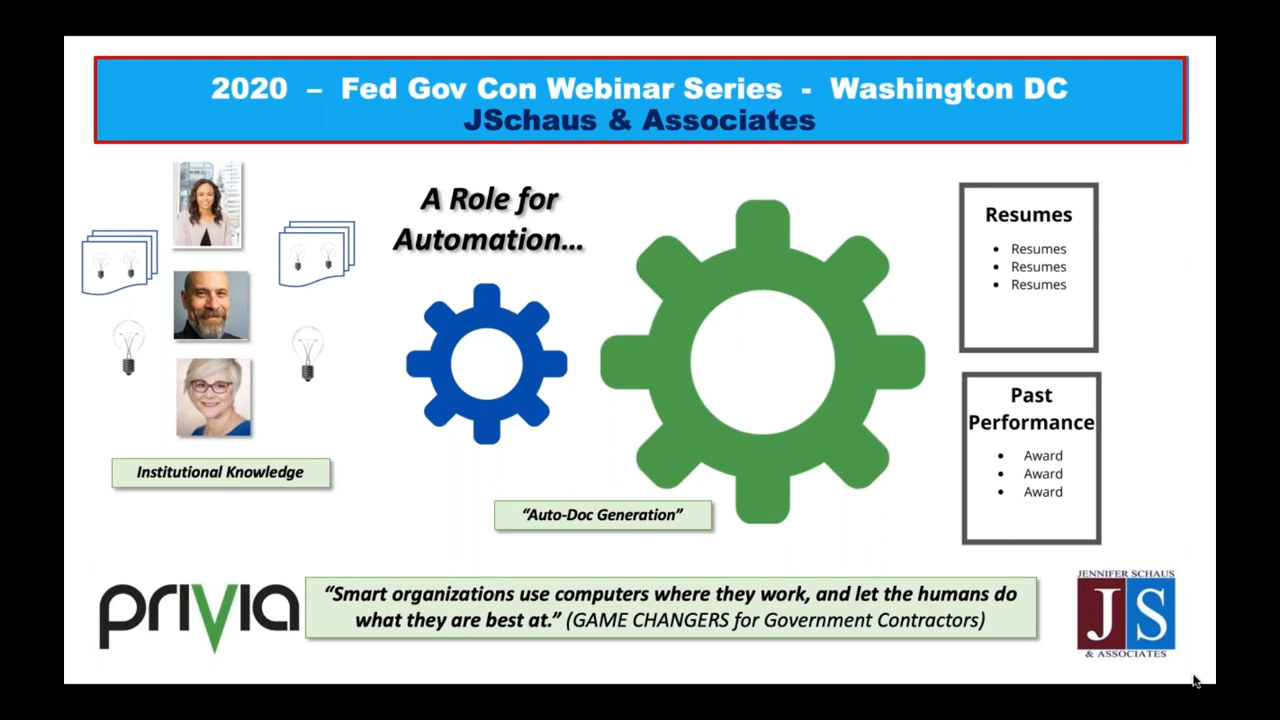 2020 – Fed Gov Con Webinar Series - Washington DC
JSchaus & Associates
A Role for
Automation...
Institutional Knowledge
“Auto-Doc Generation”
Resumes
• Resumes
• Resumes
• Resumes
Past
Performance
• Award
• Award
• Award
privia
“Smart organizations use computers where they work, and let the humans do
what they are best at.” (GAME CHANGERS for Government Contractors)
JENNIFER SCHAUS
JS
& ASSOCIATES